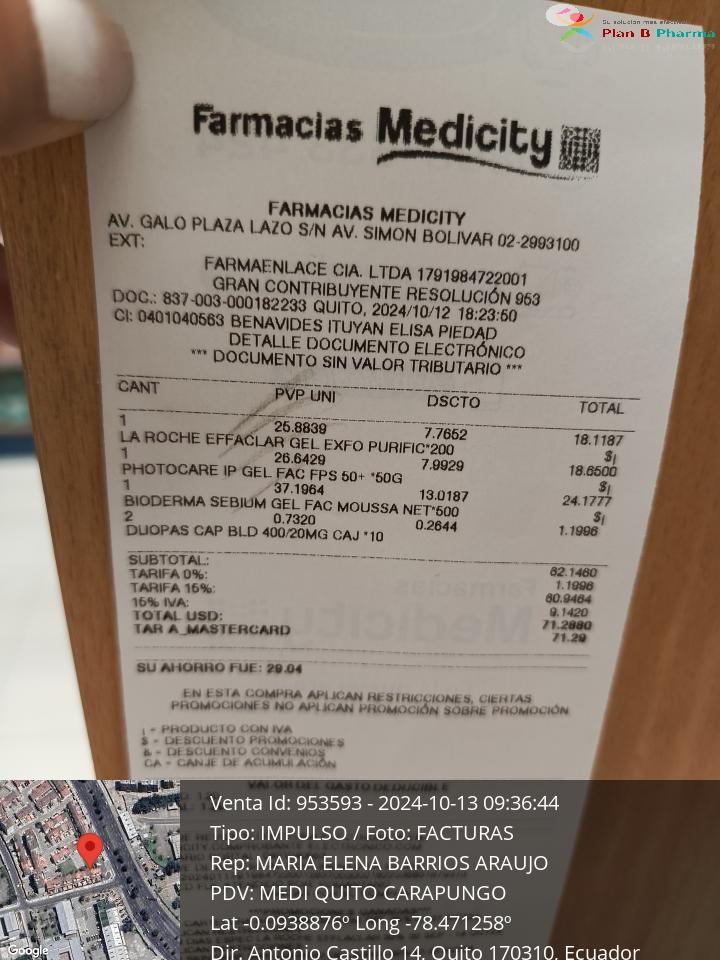 Su solución más efectiva
Plan B Pharma
Farmacias Medicity
FARMACIAS MEDICITY
AV. GALO PLAZA LAZO S/N AV. SIMON BOLIVAR 02-2993100
EXT:
FARMAENLACE CIA. LTDA 1791984722001
GRAN CONTRIBUYENTE RESOLUCIÓN 953
DOC.: 837-003-000182233 QUITO, 2024/10/12 18:23:50
CI: 0401040563 BENAVIDES ITUYAN ELISA PIEDAD
DETALLE DOCUMENTO ELECTRÓNICO
*** DOCUMENTO SIN VALOR TRIBUTARIO ***
CANT PVP UNI DSCTO TOTAL
1 25.8839 7.7652 18.1187
LA ROCHE EFFACLAR GEL EXFO PURIFIC*200 $¡
1 26.6429 7.9929 18.6500
PHOTOCARE IP GEL FAC FPS 50+ *50G $¡
1 37.1964 13.0187 24.1777
BIODERMA SEBIUM GEL FAC MOUSSA NET*500 $¡
2 0.7320 0.2644 1.1996
DUOPAS CAP BLD 400/20MG CAJ *10
SUBTOTAL: 62.1460
TARIFA 0%: 1.1996
TARIFA 15%: 60.9464
15% IVA: 9.1420
TOTAL USD: 71.2880
TAR A_MASTERCARD 71.29
SU AHORRO FUE: 29.04
EN ESTA COMPRA APLICAN RESTRICCIONES, CIERTAS
PROMOCIONES NO APLICAN PROMOCIÓN SOBRE PROMOCIÓN
¡ - PRODUCTO CON IVA
$ - DESCUENTO PROMOCIONES
& - DESCUENTO CONVENIOS
CA - CANJE DE ACUMULACIÓN
VALOR DEL GASTO DEDUCIBLE
Venta Id: 953593 - 2024-10-13 09:36:44
Tipo: IMPULSO / Foto: FACTURAS
Rep: MARIA ELENA BARRIOS ARAUJO
PDV: MEDI QUITO CARAPUNGO
Lat -0.0938876º Long -78.471258º
Dir. Antonio Castillo 14, Quito 170310, Ecuador
Google